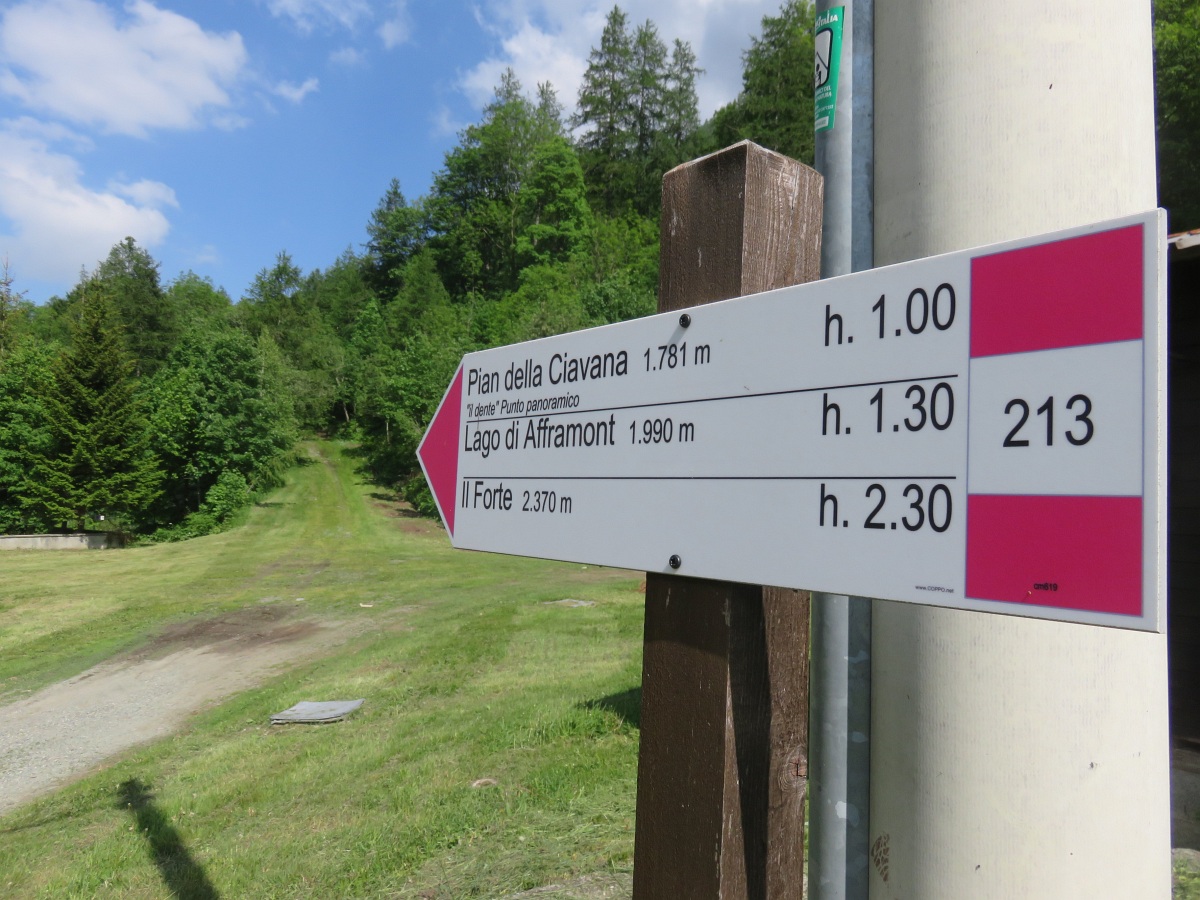 Pian della Ciavana 1.781 m h. 1.00
"il dente" Punto panoramico
Lago di Afframont 1.990 m h. 1.30
Il Forte 2.370 m h. 2.30
213
cm619